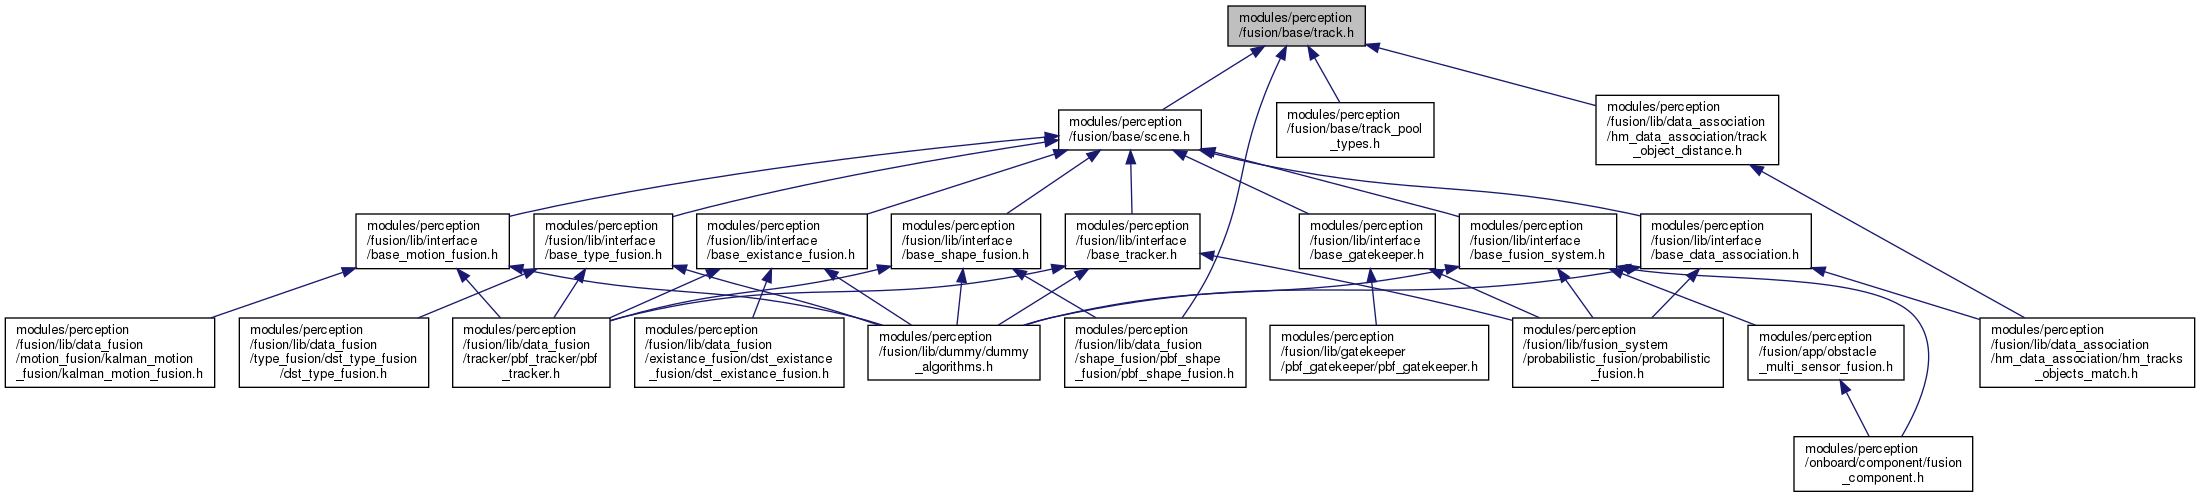 modules/perception
/fusion/base/track.h
modules/perception
/fusion/base/scene.h
modules/perception
/fusion/base/track_pool
_types.h
modules/perception
/fusion/lib/data_association
/hm_data_association/track
_object_distance.h
modules/perception
/fusion/lib/interface
/base_motion_fusion.h
modules/perception
/fusion/lib/interface
/base_type_fusion.h
modules/perception
/fusion/lib/interface
/base_existance_fusion.h
modules/perception
/fusion/lib/interface
/base_shape_fusion.h
modules/perception
/fusion/lib/interface
/base_tracker.h
modules/perception
/fusion/lib/interface
/base_gatekeeper.h
modules/perception
/fusion/lib/interface
/base_fusion_system.h
modules/perception
/fusion/lib/interface
/base_data_association.h
modules/perception
/fusion/lib/data_fusion
/motion_fusion/kalman_motion
_fusion/kalman_motion_fusion.h
modules/perception
/fusion/lib/data_fusion
/type_fusion/dst_type_fusion
/dst_type_fusion.h
modules/perception
/fusion/lib/data_fusion
/tracker/pbf_tracker/pbf
_tracker.h
modules/perception
/fusion/lib/data_fusion
/existance_fusion/dst_existance
_fusion/dst_existance_fusion.h
modules/perception
/fusion/lib/dummy/dummy
_algorithms.h
modules/perception
/fusion/lib/data_fusion
/shape_fusion/pbf_shape
_fusion/pbf_shape_fusion.h
modules/perception
/fusion/lib/gatekeeper
/pbf_gatekeeper/pbf_gatekeeper.h
modules/perception
/fusion/lib/fusion_system
/probabilistic_fusion/probabilistic
_fusion.h
modules/perception
/fusion/app/obstacle
_multi_sensor_fusion.h
modules/perception
/fusion/lib/data_association
/hm_data_association/hm_tracks
_objects_match.h
modules/perception
/onboard/component/fusion
_component.h